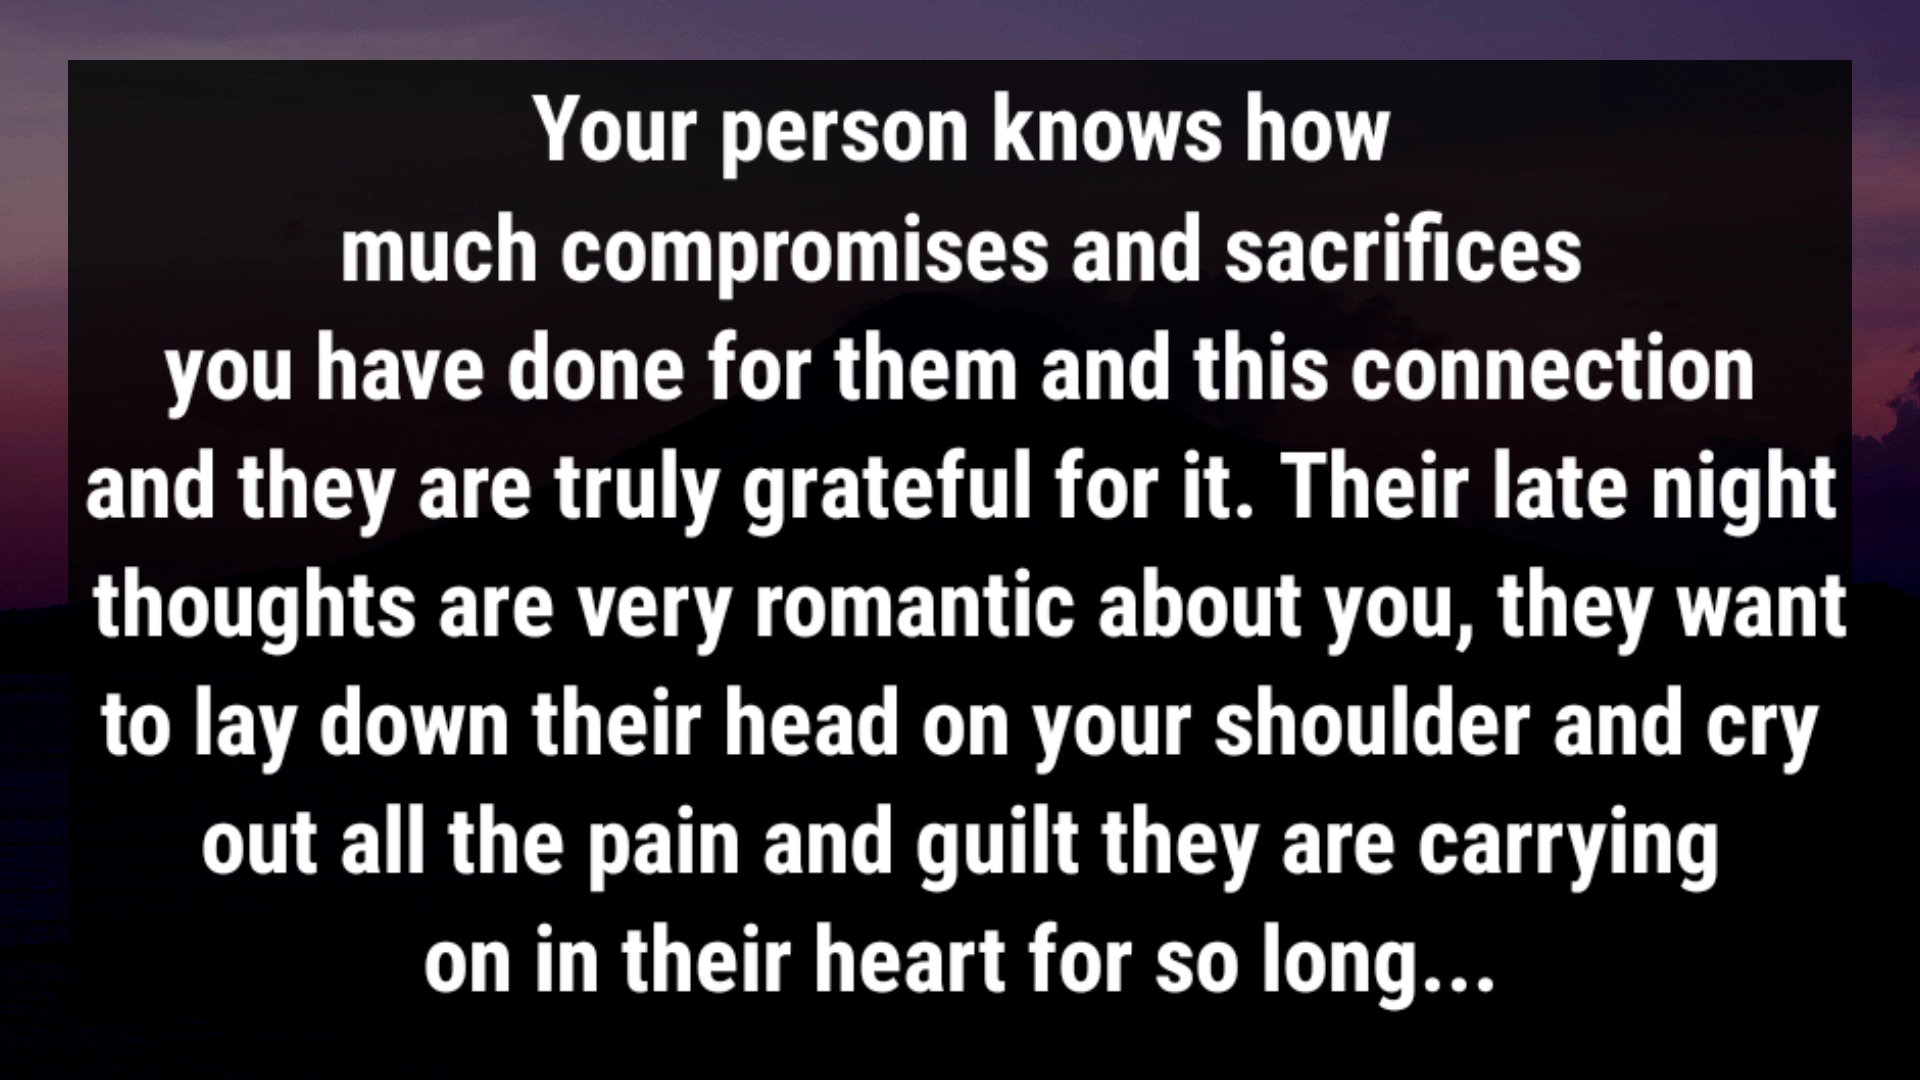 Your person knows how
much compromises and sacrifices
you have done for them and this connection
and they are truly grateful for it. Their late night
thoughts are very romantic about you, they want
to lay down their head on your shoulder and cry
out all the pain and guilt they are carrying
on in their heart for so long...